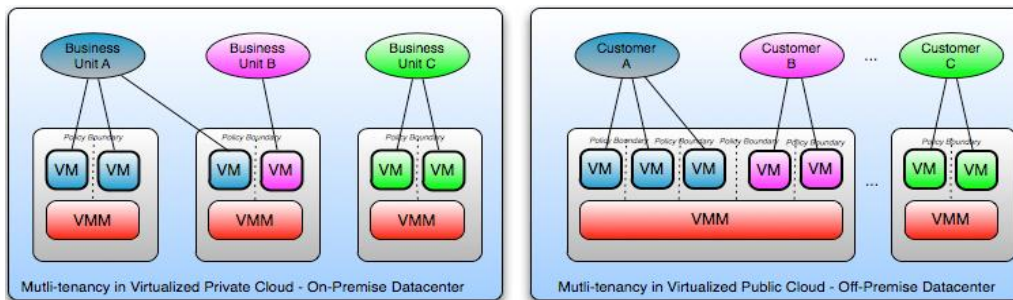 Business
Unit A
Business
Unit B
Business
Unit C
Policy Boundary
Policy Boundary
Policy Boundary
VM
VM
VM
VM
VM
VM
VMM
VMM
VMM
Mutli-tenancy in Virtualized Private Cloud - On-Premise Datacenter
Customer
A
Customer
B
...
Customer
C
Policy Boundary
Policy Boundary
Policy Boundary
Policy Boundary
Policy Boundary
VM
VM
VM
VM
VM
...
VM
VM
VMM
VMM
Mutli-tenancy in Virtualized Public Cloud - Off-Premise Datacenter